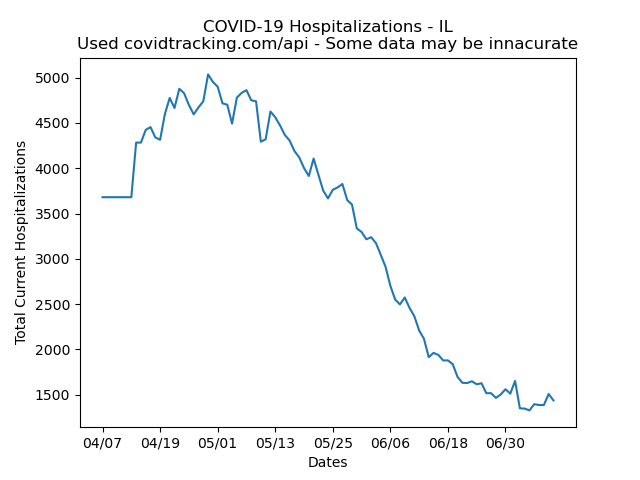 COVID-19 Hospitalizations - IL
Used covidtracking.com/api - Some data may be innacurate
Total Current Hospitalizations
5000
4500
4000
3500
3000
2500
2000
1500
04/07 04/19 05/01 05/13 05/25 06/06 06/18 06/30
Dates